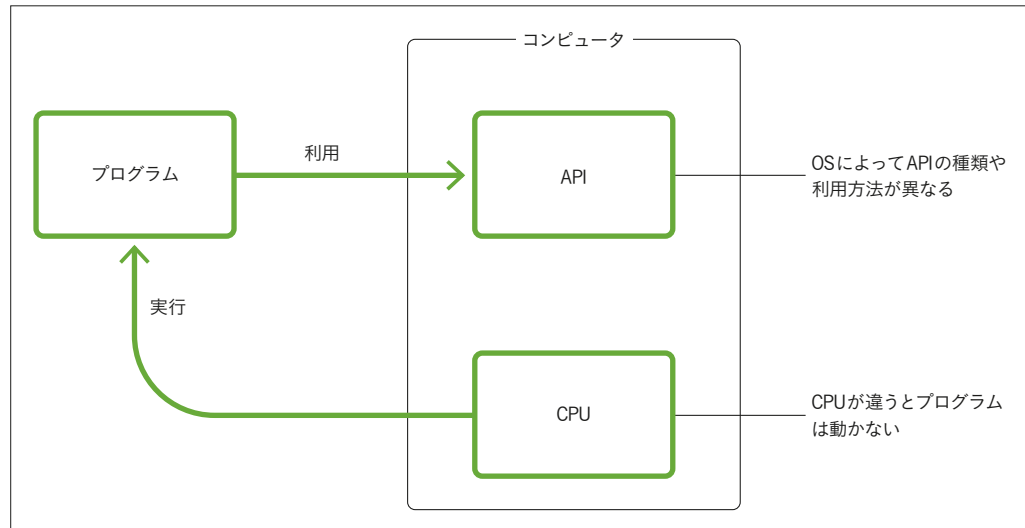 コンピュータ
プログラム
利用
API
OSによってAPIの種類や
利用方法が異なる
実行
CPU
CPUが違うとプログラム
は動かない